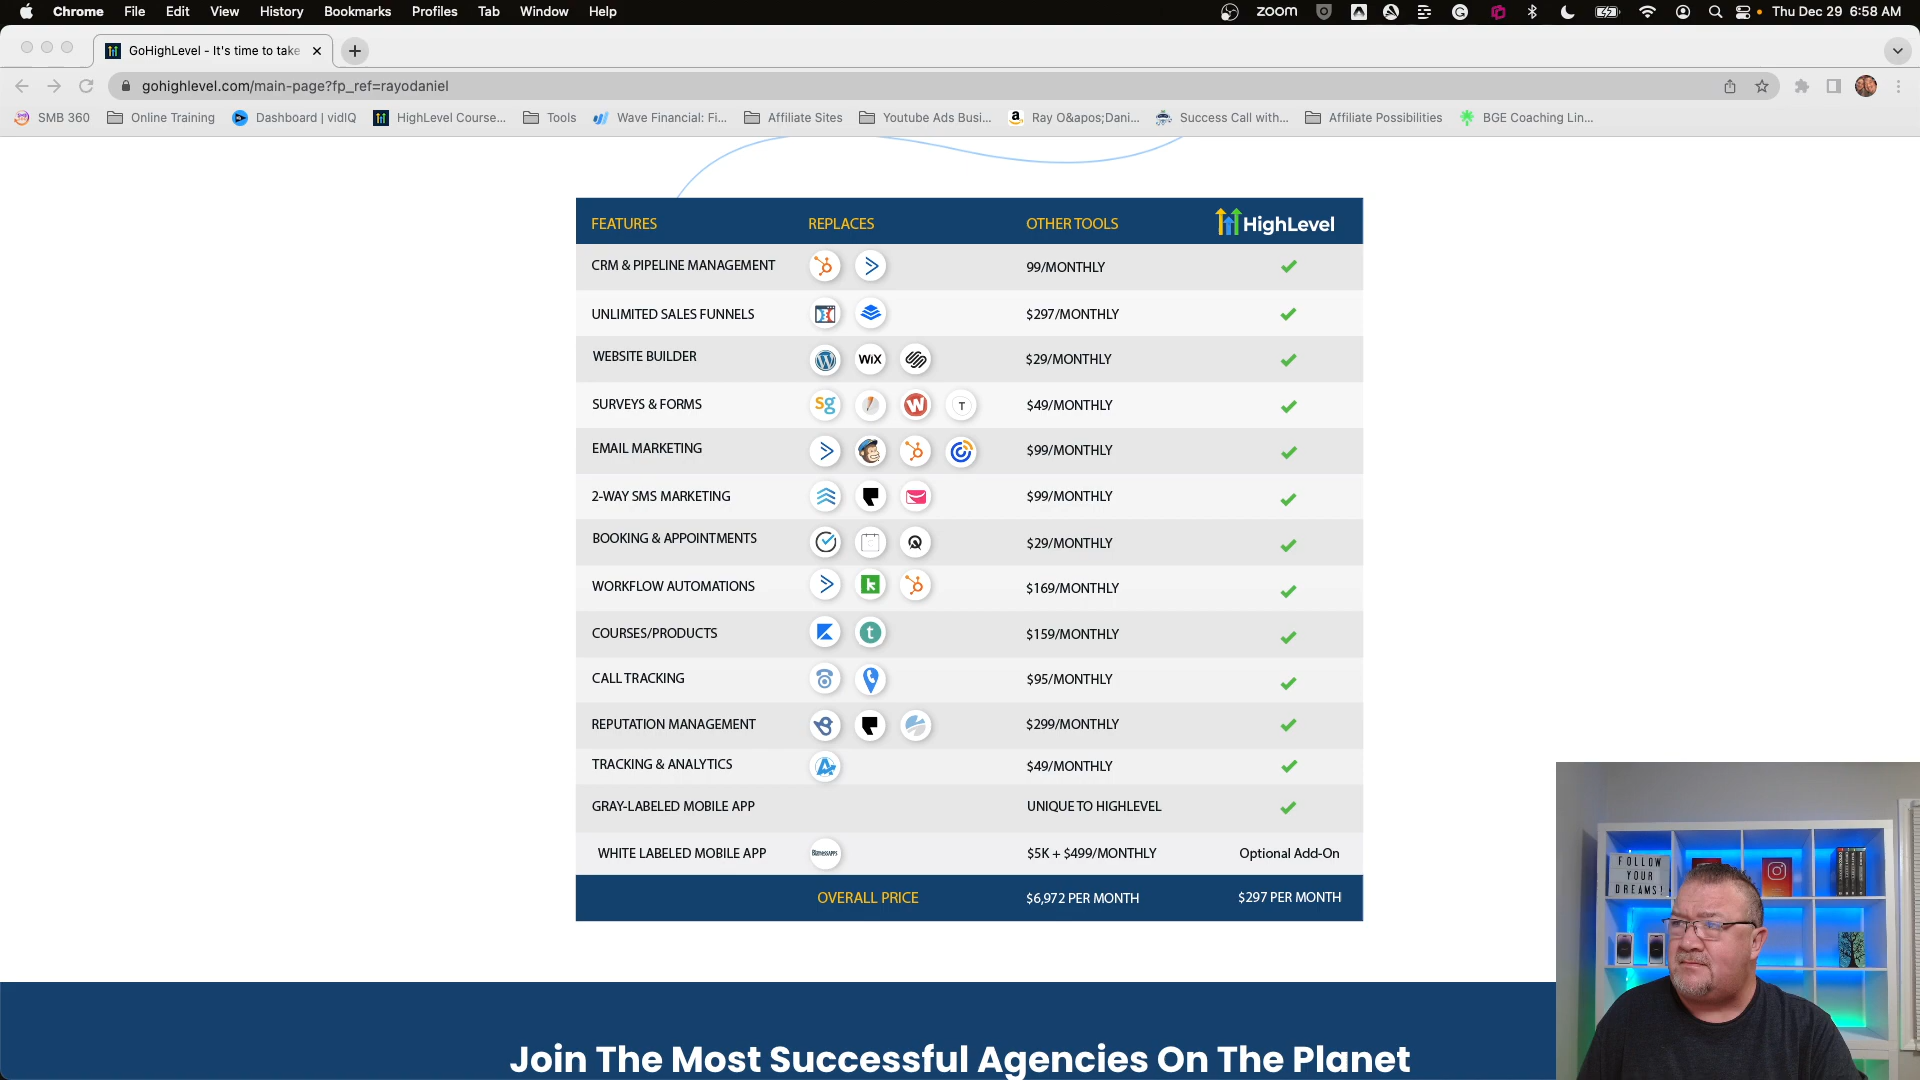 Chrome File Edit View History Bookmarks Profiles Tab Window Help zoom Thu Dec 29 6:58 AM
GoHighLevel - It's time to take
gohighlevel.com/main-page?fp_ref=rayodaniel
SMB 360 Online Training Dashboard | vidIQ HighLevel Course... Tools Wave Financial: Fi... Affiliate Sites Youtube Ads Busi... Ray O&apos;Dani... Success Call with... Affiliate Possibilities BGE Coaching Lin...
FEATURES REPLACES OTHER TOOLS HighLevel
CRM & PIPELINE MANAGEMENT 99/MONTHLY
UNLIMITED SALES FUNNELS $297/MONTHLY
WEBSITE BUILDER WiX $29/MONTHLY
SURVEYS & FORMS sg W T $49/MONTHLY
EMAIL MARKETING $99/MONTHLY
2-WAY SMS MARKETING $99/MONTHLY
BOOKING & APPOINTMENTS $29/MONTHLY
WORKFLOW AUTOMATIONS k $169/MONTHLY
COURSES/PRODUCTS t $159/MONTHLY
CALL TRACKING $95/MONTHLY
REPUTATION MANAGEMENT $299/MONTHLY
TRACKING & ANALYTICS $49/MONTHLY
GRAY-LABELED MOBILE APP UNIQUE TO HIGHLEVEL
WHITE LABELED MOBILE APP $5K + $499/MONTHLY Optional Add-On
OVERALL PRICE $6,972 PER MONTH $297 PER MONTH
FOLLOW
YOUR
DREAMS!
Join The Most Successful Agencies On The Planet